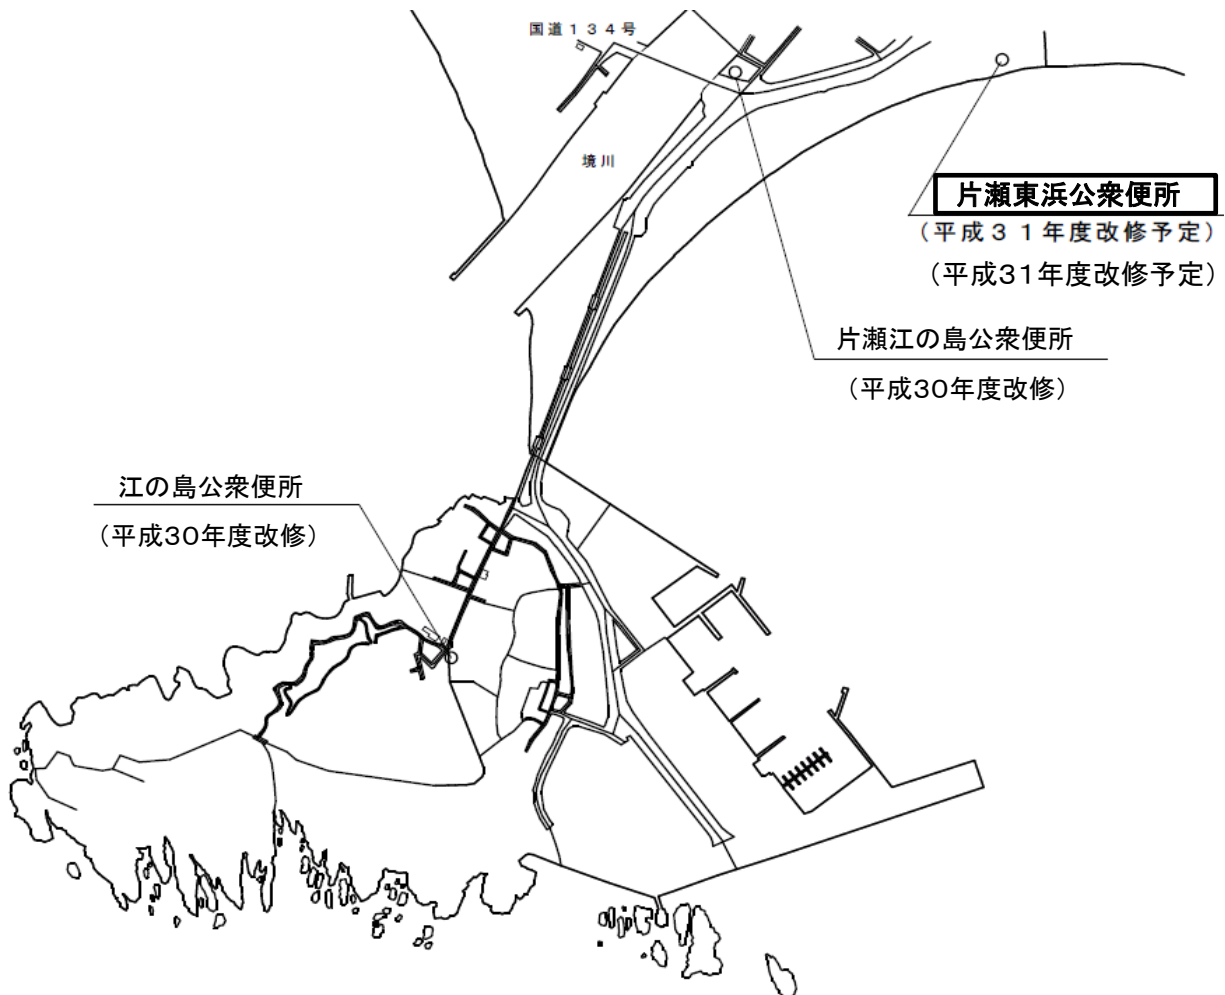 国道１３４号
境川
片瀬東浜公衆便所
（平成３１年度改修予定）
（平成31年度改修予定）
片瀬江の島公衆便所
（平成30年度改修）
江の島公衆便所
（平成30年度改修）